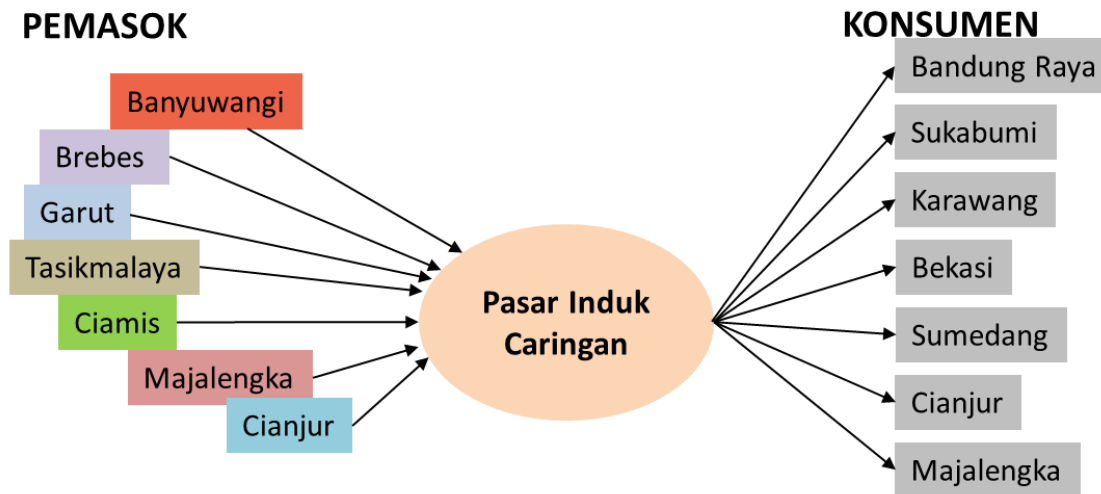 PEMASOK
Banyuwangi
Brebes
Garut
Tasikmalaya
Ciamis
Majalengka
Cianjur
Pasar Induk
Caringan
KONSUMEN
Bandung Raya
Sukabumi
Karawang
Bekasi
Sumedang
Cianjur
Majalengka